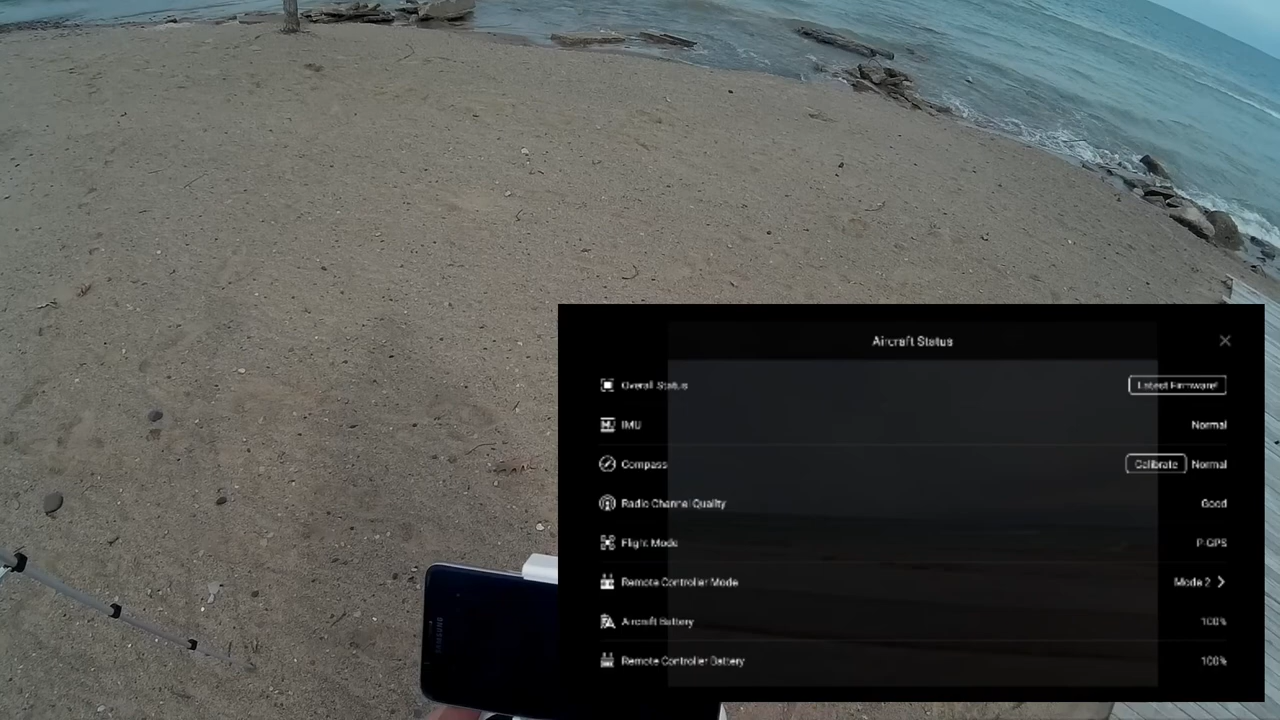 Aircraft Status
Overall Status Latest Firmware!
IMU Normal
Compass Calibrate Normal
Radio Channel Quality Good
Flight Mode P-GPS
Remote Controller Mode Mode 2
Aircraft Battery 100%
Remote Controller Battery 100%
SAMSUNG